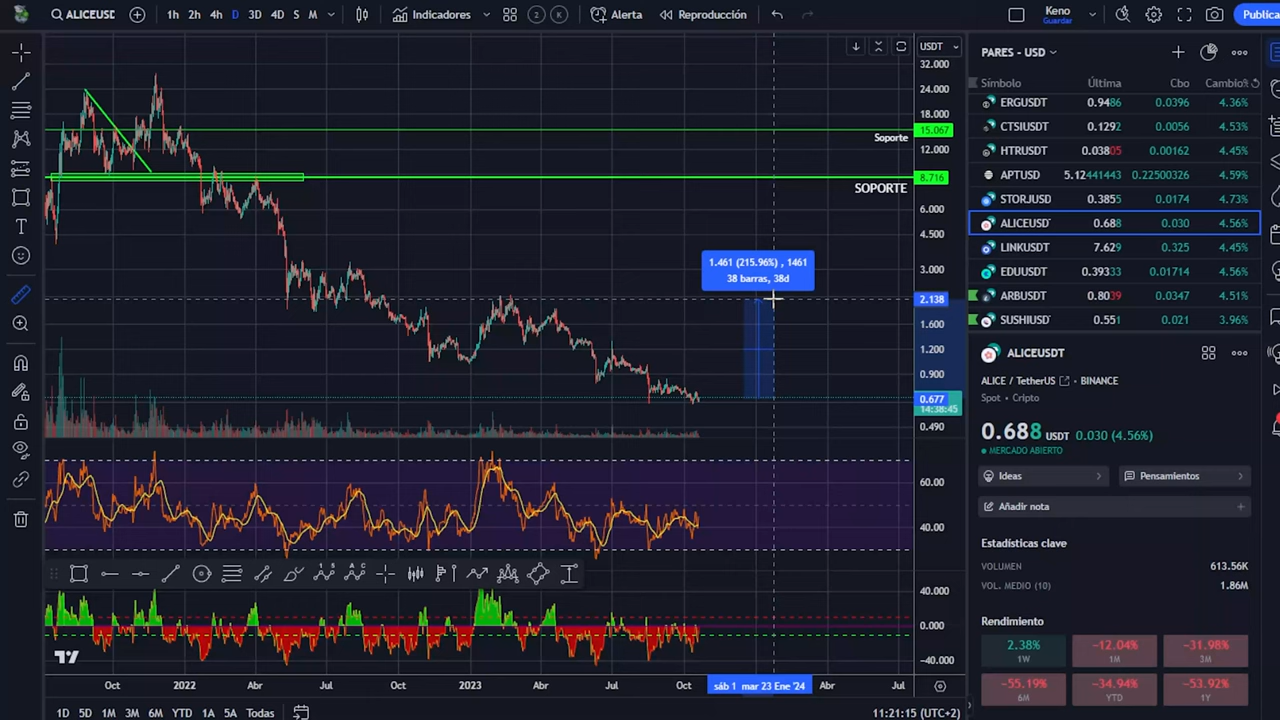 ALICEUSD 1h 2h 4h D 3D 4D S M Indicadores 2 K Alerta Reproducción Keno Publica
Guardar
USDT
32.000
24.000
18.000
15.067
Soporte
12.000
8.716
SOPORTE
6.000
4.500
3.000
1.461 (215.96%) , 1461
38 barras, 38d
2.138
1.600
1.200
0.900
0.677
14:38:45
0.490
60.00
40.00
40.000
0.000
-40.000
Oct 2022 Abr Jul Oct 2023 Abr Jul Oct sáb 1 mar 23 Ene '24 Abr Jul
1D 5D 1M 3M 6M YTD 1A 5A Todas 11:21:15 (UTC+2)
PARES - USD
Símbolo Última Cbo Cambio%
ERGUSDT 0.9486 0.0396 4.36%
CTSIUSDT 0.1292 0.0056 4.53%
HTRUSDT 0.03805 0.00162 4.45%
APTUSD 5.12441443 0.22500326 4.59%
STORJUSD 0.3855 0.0174 4.73%
ALICEUSDT 0.688 0.030 4.56%
LINKUSDT 7.629 0.325 4.45%
EDUUSDT 0.39333 0.01714 4.56%
ARBUSDT 0.8039 0.0347 4.51%
SUSHIUSD 0.551 0.021 3.96%
ALICEUSDT
ALICE / TetherUS • BINANCE
Spot • Cripto
0.688 USDT 0.030 (4.56%)
MERCADO ABIERTO
Ideas Pensamientos
Añadir nota
Estadísticas clave
VOLUMEN 613.56K
VOL. MEDIO (10) 1.86M
Rendimiento
2.38% −12.04% −31.98%
1W 1M 3M
−55.19% −34.94% −53.92%
6M YTD 1Y